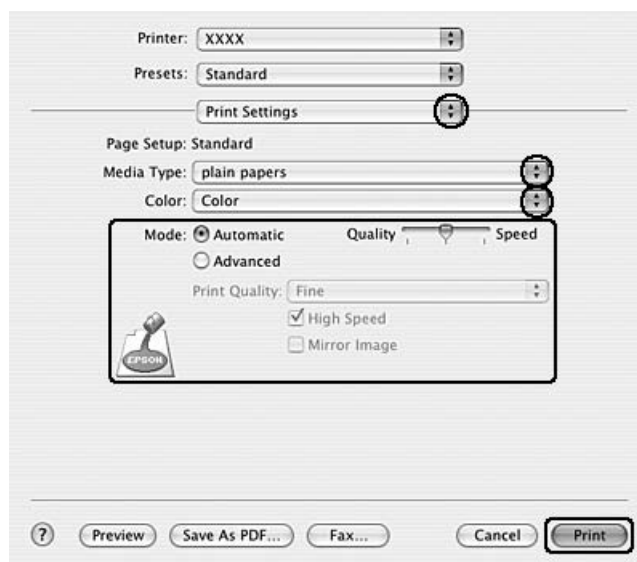 Printer: XXXX
Presets: Standard
Print Settings
Page Setup: Standard
Media Type: plain papers
Color: Color
Mode: Automatic Quality Speed
Advanced
Print Quality: Fine
High Speed
Mirror Image
EPSON
? Preview Save As PDF... Fax... Cancel Print